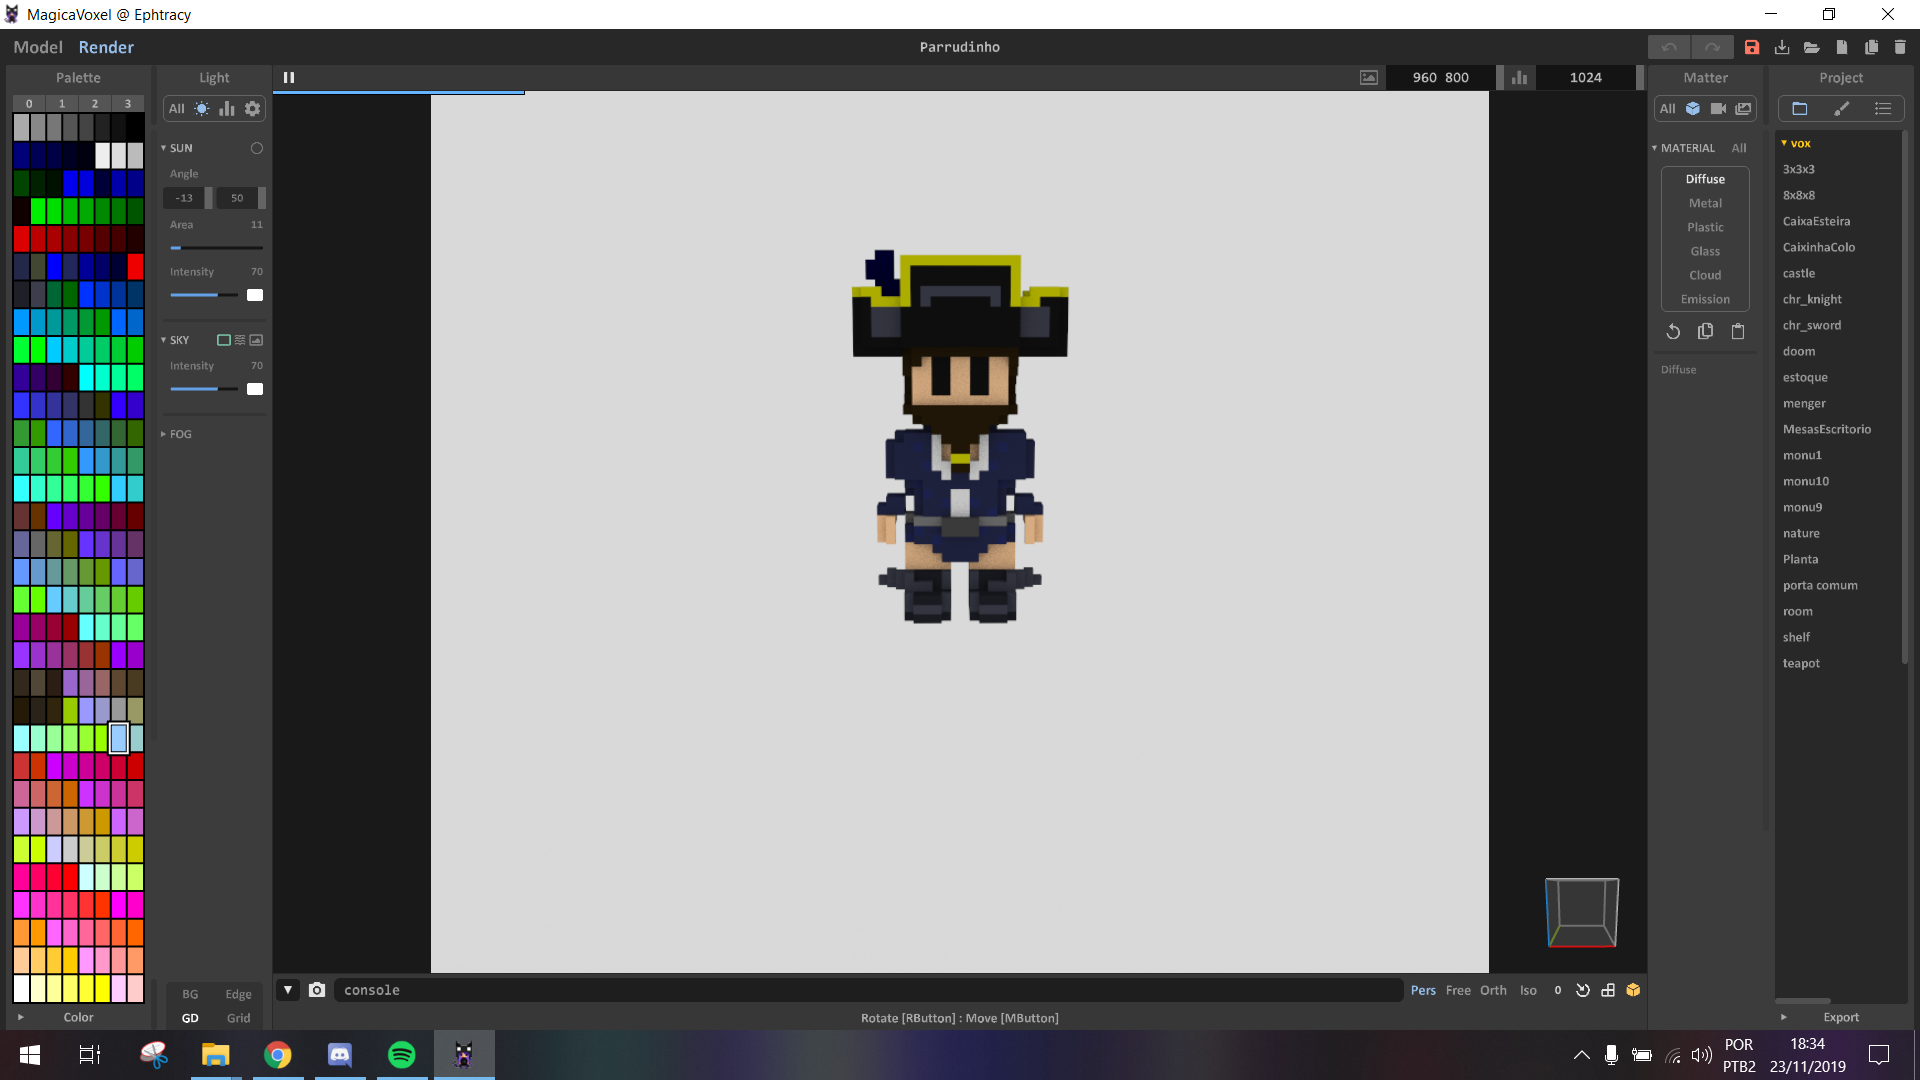 MagicaVoxel @ Ephtracy
Model Render
Parrudinho
Palette
Light
960 800
1024
Matter
Project
0 1 2 3
All
All
SUN
Angle
-13 50
Area 11
Intensity 70
SKY
Intensity 70
FOG
MATERIAL All
Diffuse
Metal
Plastic
Glass
Cloud
Emission
Diffuse
vox
3x3x3
8x8x8
CaixaEsteira
CaixinhaColo
castle
chr_knight
chr_sword
doom
estoque
menger
MesasEscritorio
monu1
monu10
monu9
nature
Planta
porta comum
room
shelf
teapot
BG Edge
GD Grid
console
Pers Free Orth Iso 0
Color
Rotate [RButton] : Move [MButton]
Export
POR
PTB2
18:34
23/11/2019